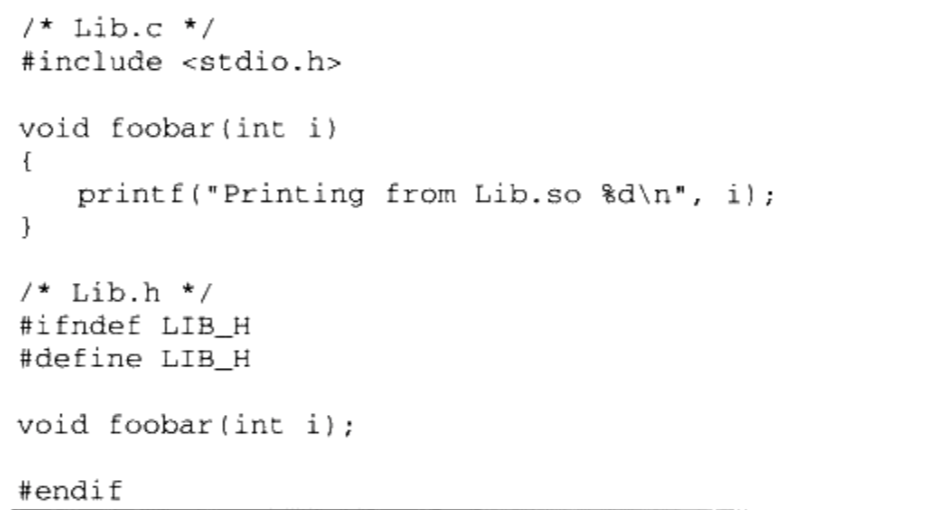 /* Lib.c */
#include <stdio.h>
void foobar(int i)
{
printf("Printing from Lib.so %d\n", i);
}
/* Lib.h */
#ifndef LIB_H
#define LIB_H
void foobar(int i);
#endif